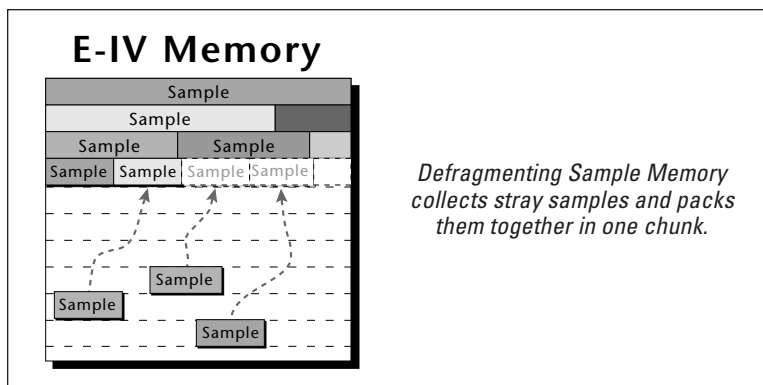 E-IV Memory
Sample
Sample
Sample Sample
Sample Sample Sample Sample
Sample
Sample
Sample
Defragmenting Sample Memory
collects stray samples and packs
them together in one chunk.